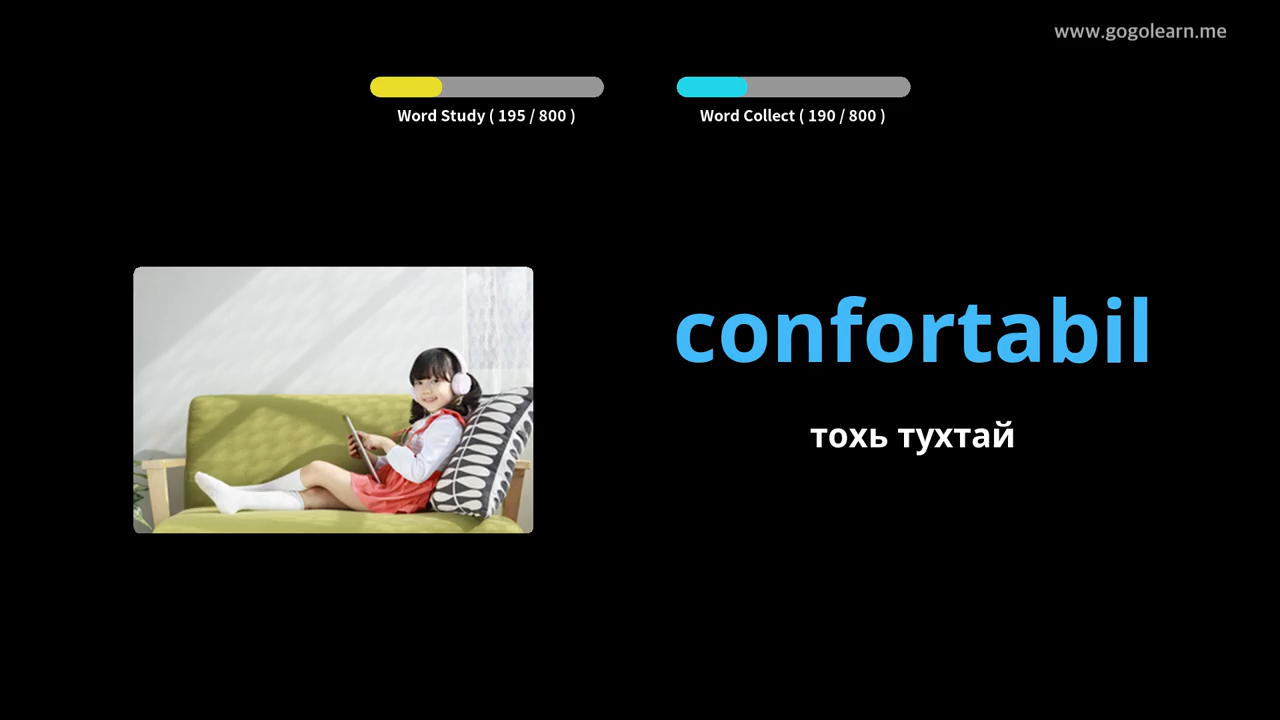 www.gogolearn.me
Word Study ( 195 / 800 )
Word Collect ( 190 / 800 )
confortabil
тохь тухтай